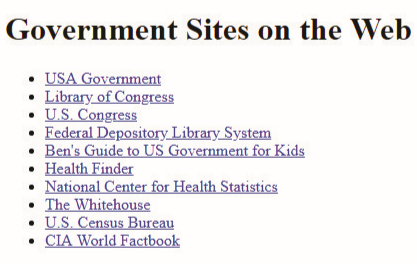 Government Sites on the Web
USA Government
Library of Congress
U.S. Congress
Federal Depository Library System
Ben's Guide to US Government for Kids
Health Finder
National Center for Health Statistics
The Whitehouse
U.S. Census Bureau
CIA World Factbook